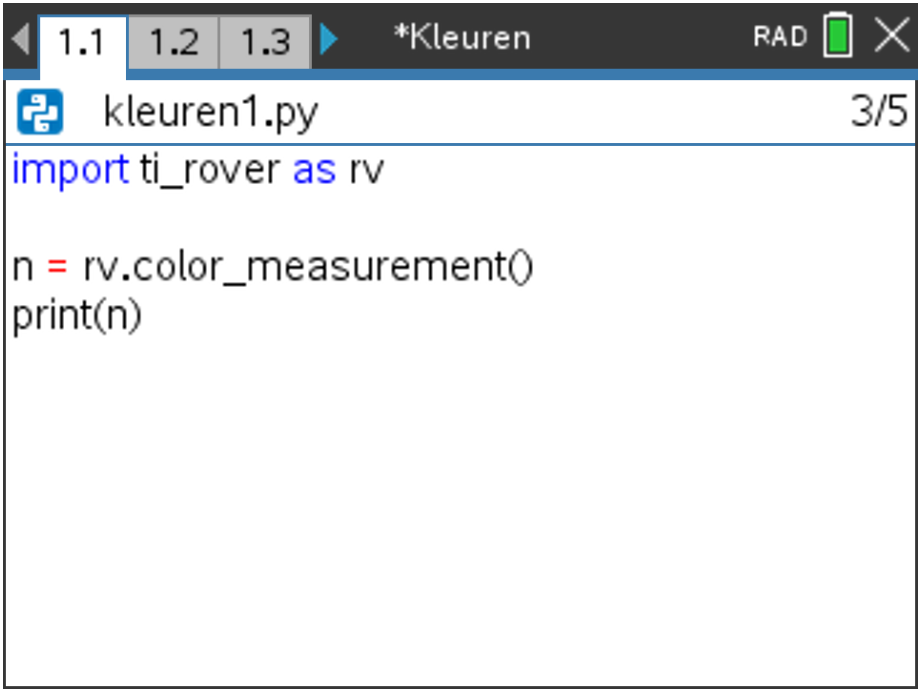 1.1 1.2 1.3 *Kleuren RAD
kleuren1.py 3/5
import ti_rover as rv
n = rv.color_measurement()
print(n)